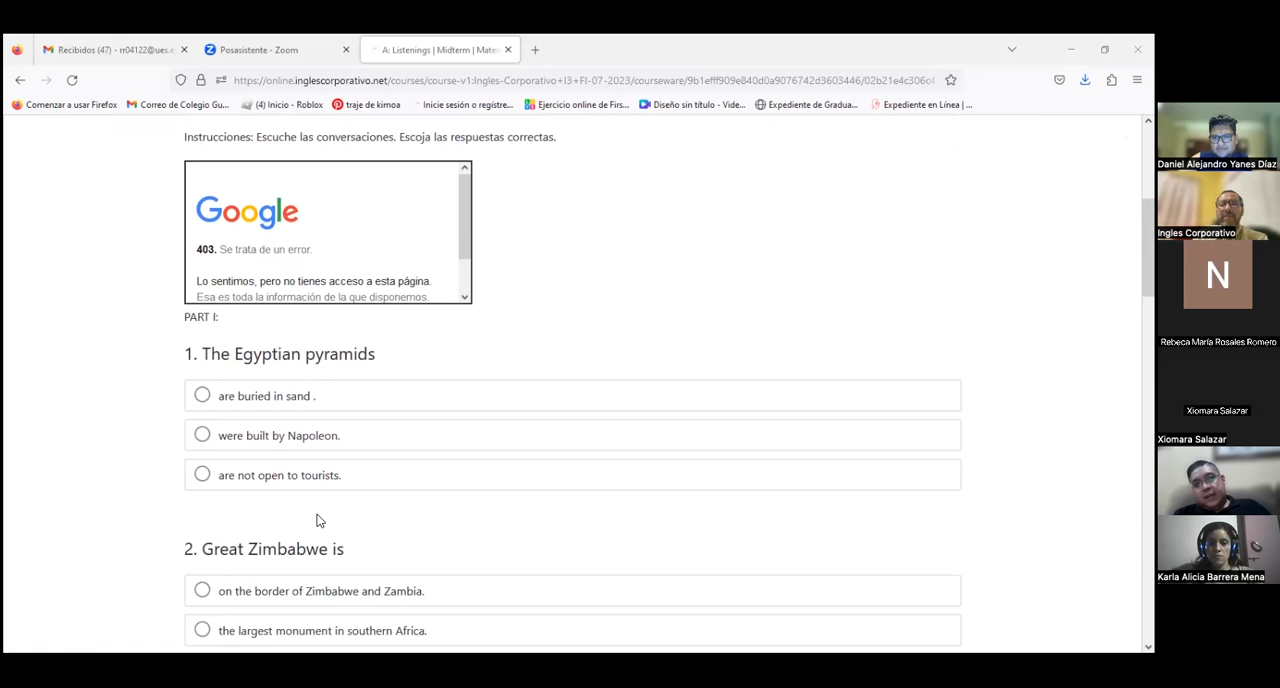 Recibidos (47) - rr04122@ues.e
Posasistente - Zoom
A: Listenings | Midterm | Mater
https://online.inglescorporativo.net/courses/course-v1:Ingles-Corporativo+I3+FI-07-2023/courseware/9b1efff909e840d0a9076742d3603446/02b21e4c306c4
Comenzar a usar Firefox
Correo de Colegio Gu...
(4) Inicio - Roblox
traje de kimoa
Inicie sesión o registre...
Ejercicio online de Firs...
Diseño sin título - Vide...
Expediente de Gradua...
Expediente en Línea | ...
Instrucciones: Escuche las conversaciones. Escoja las respuestas correctas.
Google
403. Se trata de un error.
Lo sentimos, pero no tienes acceso a esta página.
Esa es toda la información de la que disponemos.
PART I:
1. The Egyptian pyramids
are buried in sand .
were built by Napoleon.
are not open to tourists.
2. Great Zimbabwe is
on the border of Zimbabwe and Zambia.
the largest monument in southern Africa.
Daniel Alejandro Yanes Díaz
Ingles Corporativo
N
Rebeca María Rosales Romero
Xiomara Salazar
Xiomara Salazar
Karla Alicia Barrera Mena